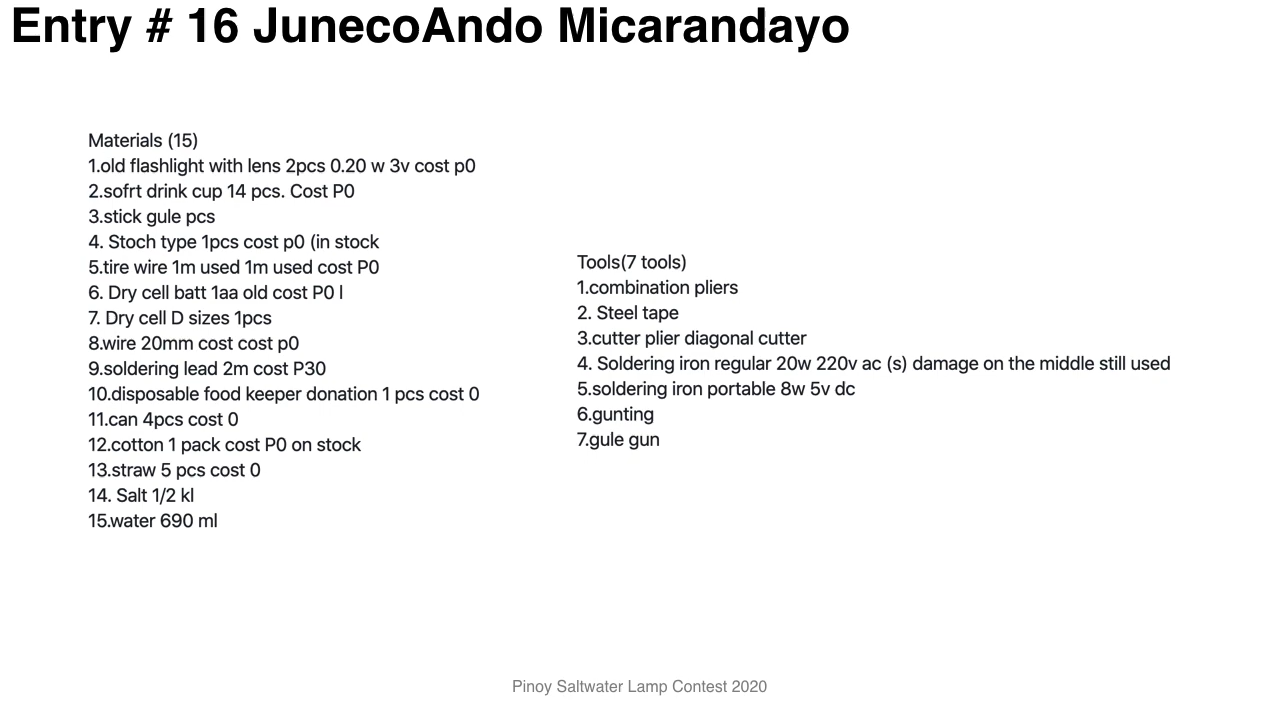 Entry # 16 JunecoAndo Micarandayo
Materials (15)
1.old flashlight with lens 2pcs 0.20 w 3v cost p0
2.sofrt drink cup 14 pcs. Cost P0
3.stick gule pcs
4. Stoch type 1pcs cost p0 (in stock
5.tire wire 1m used 1m used cost P0
6. Dry cell batt 1aa old cost P0 l
7. Dry cell D sizes 1pcs
8.wire 20mm cost cost p0
9.soldering lead 2m cost P30
10.disposable food keeper donation 1 pcs cost 0
11.can 4pcs cost 0
12.cotton 1 pack cost P0 on stock
13.straw 5 pcs cost 0
14. Salt 1/2 kl
15.water 690 ml
Tools(7 tools)
1.combination pliers
2. Steel tape
3.cutter plier diagonal cutter
4. Soldering iron regular 20w 220v ac (s) damage on the middle still used
5.soldering iron portable 8w 5v dc
6.gunting
7.gule gun
Pinoy Saltwater Lamp Contest 2020